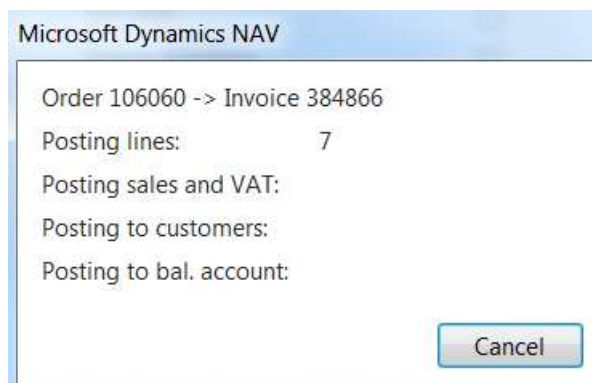 Microsoft Dynamics NAV
Order 106060 -> Invoice 384866
Posting lines: 7
Posting sales and VAT:
Posting to customers:
Posting to bal. account:
Cancel